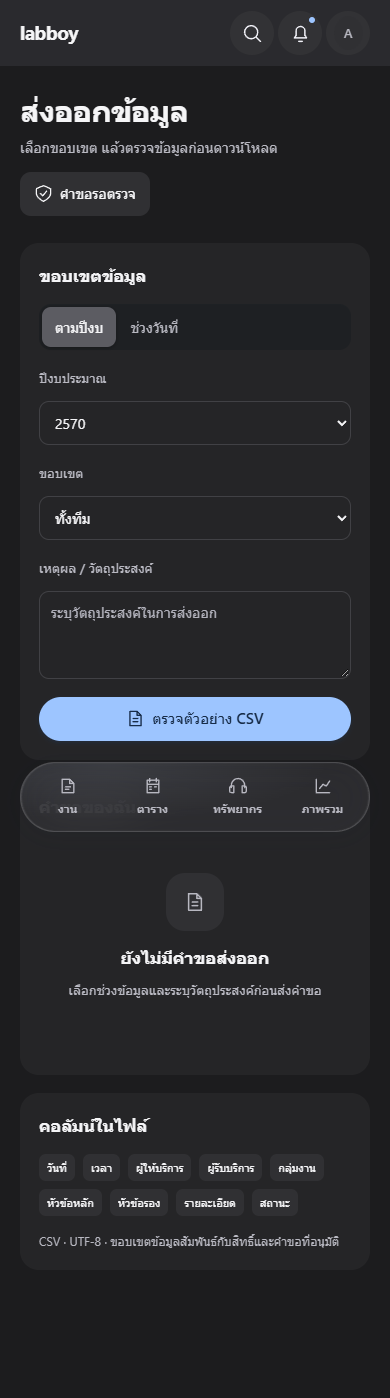 labboy
A
ส่งออกข้อมูล
เลือกขอบเขต แล้วตรวจข้อมูลก่อนดาวน์โหลด
คำขอรอตรวจ
ขอบเขตข้อมูล
ตามปีงบ ช่วงวันที่
ปีงบประมาณ
2570
ขอบเขต
ทั้งทีม
เหตุผล / วัตถุประสงค์
ระบุวัตถุประสงค์ในการส่งออก
ตรวจตัวอย่าง CSV
งาน ตาราง ทรัพยากร ภาพรวม
ยังไม่มีคำขอส่งออก
เลือกช่วงข้อมูลและระบุวัตถุประสงค์ก่อนส่งคำขอ
คอลัมน์ในไฟล์
วันที่ เวลา ผู้ให้บริการ ผู้รับบริการ กลุ่มงาน
หัวข้อหลัก หัวข้อรอง รายละเอียด สถานะ
CSV · UTF-8 · ขอบเขตข้อมูลสัมพันธ์กับสิทธิ์และคำขอที่อนุมัติ